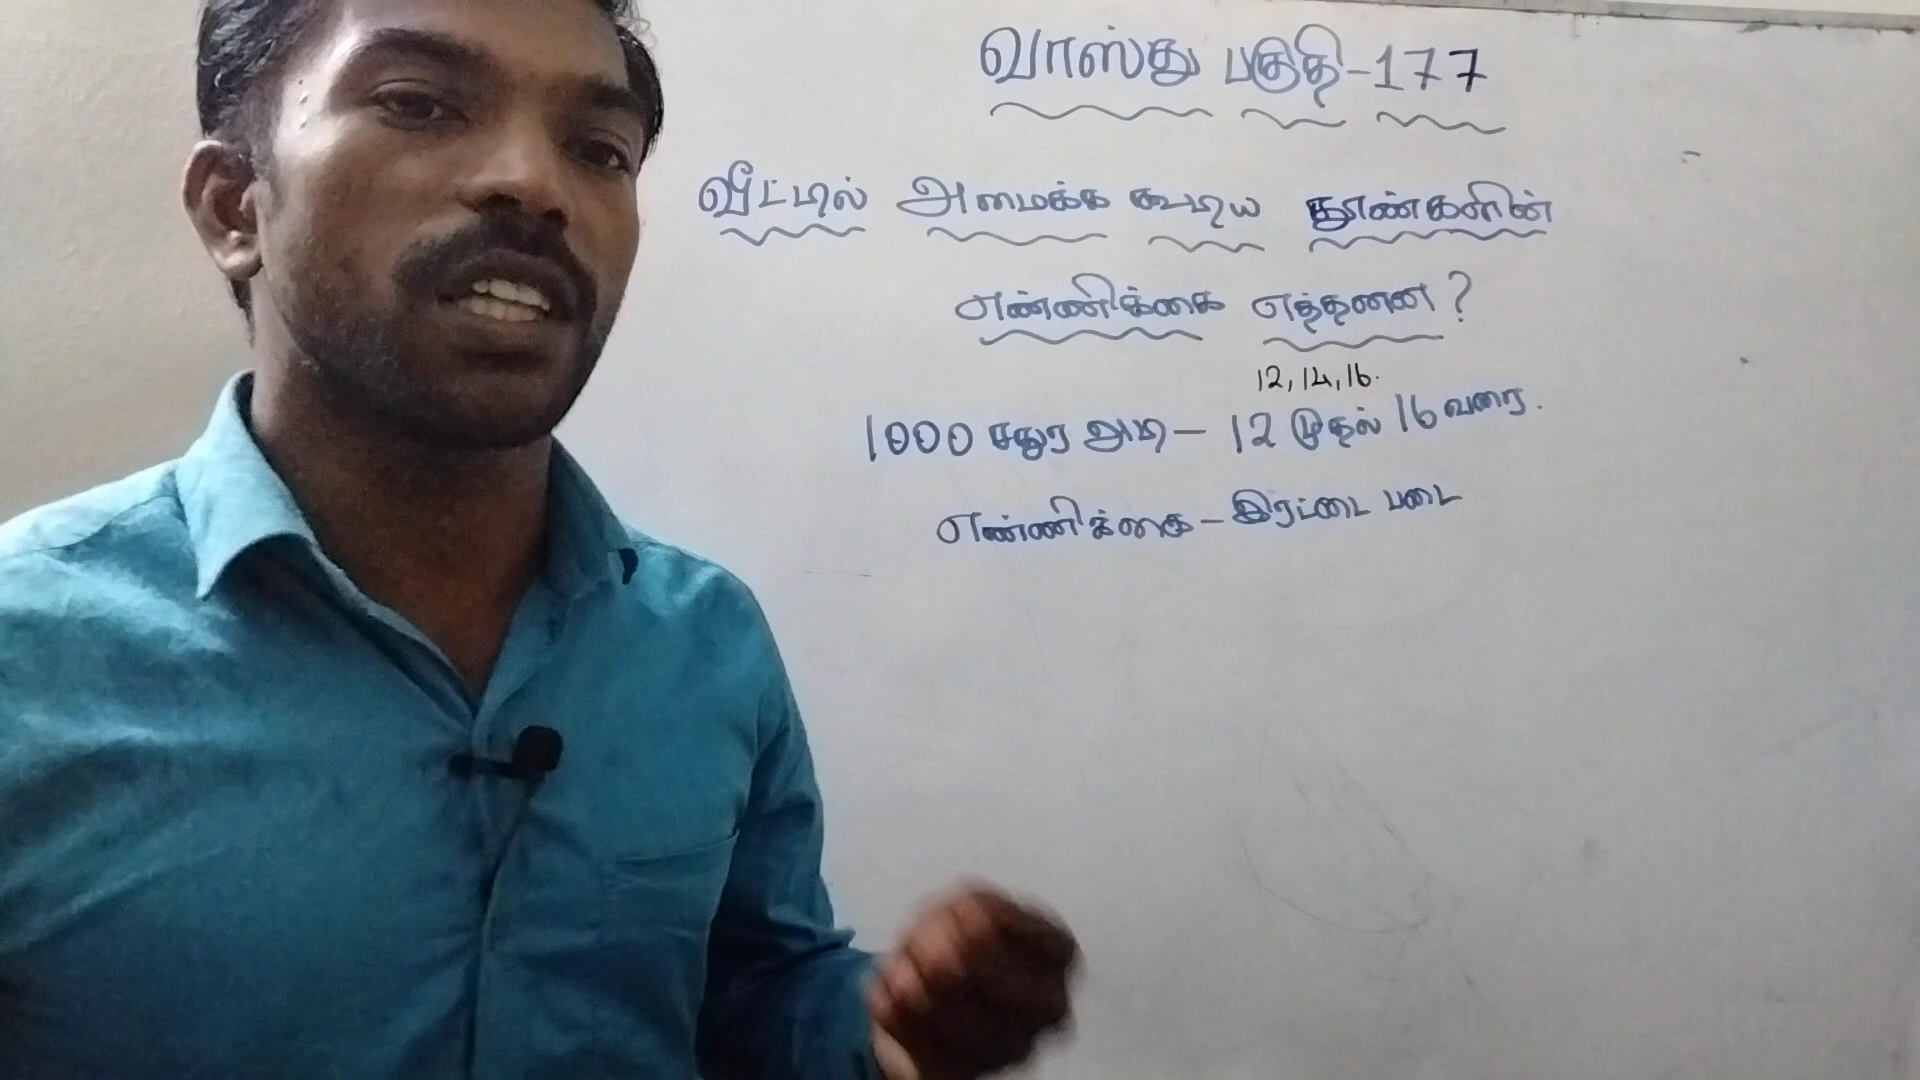 வாஸ்து பகுதி-177
வீட்டில் அமைக்க கூடிய தூண்களின்
எண்ணிக்கை எத்தனை?
12, 14, 16.
1000 சதுர அடி - 12 முதல் 16 வரை.
எண்ணிக்கை - இரட்டை படை